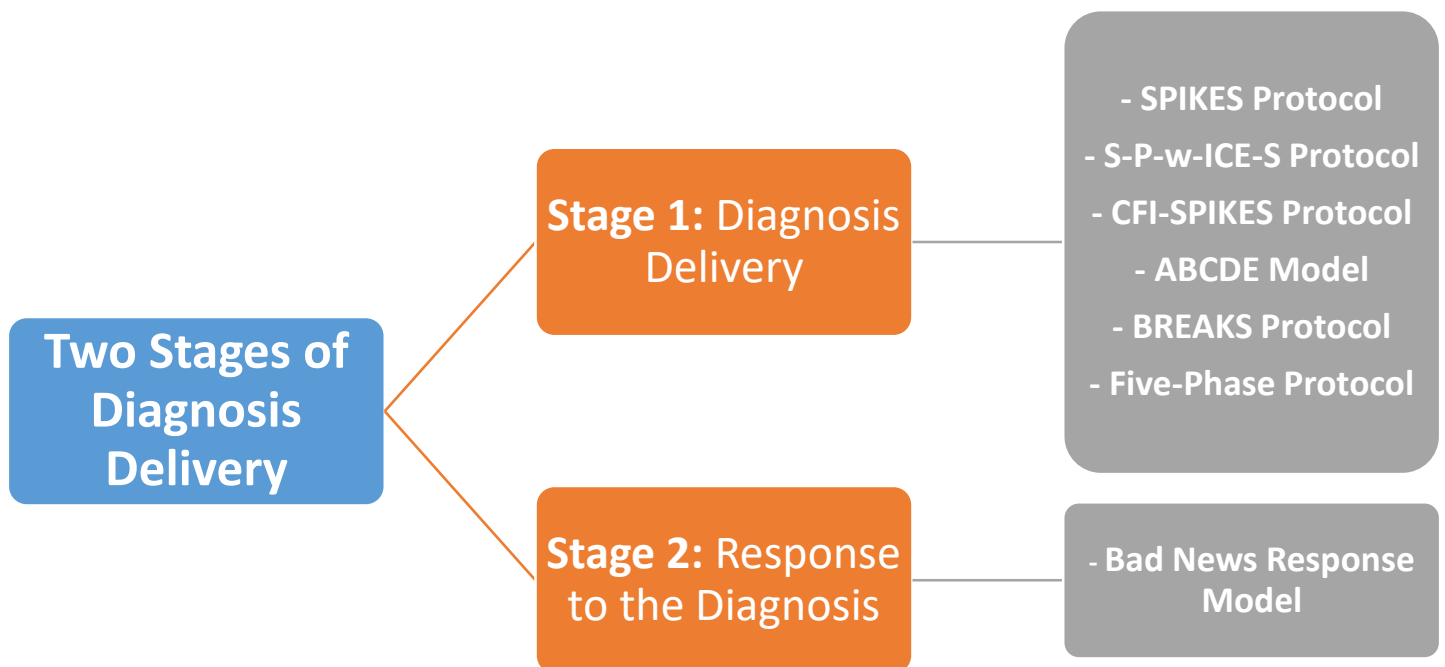 Two Stages of
Diagnosis
Delivery
Stage 1: Diagnosis
Delivery
- SPIKES Protocol
- S-P-w-ICE-S Protocol
- CFI-SPIKES Protocol
- ABCDE Model
- BREAKS Protocol
- Five-Phase Protocol
Stage 2: Response
to the Diagnosis
- Bad News Response
Model